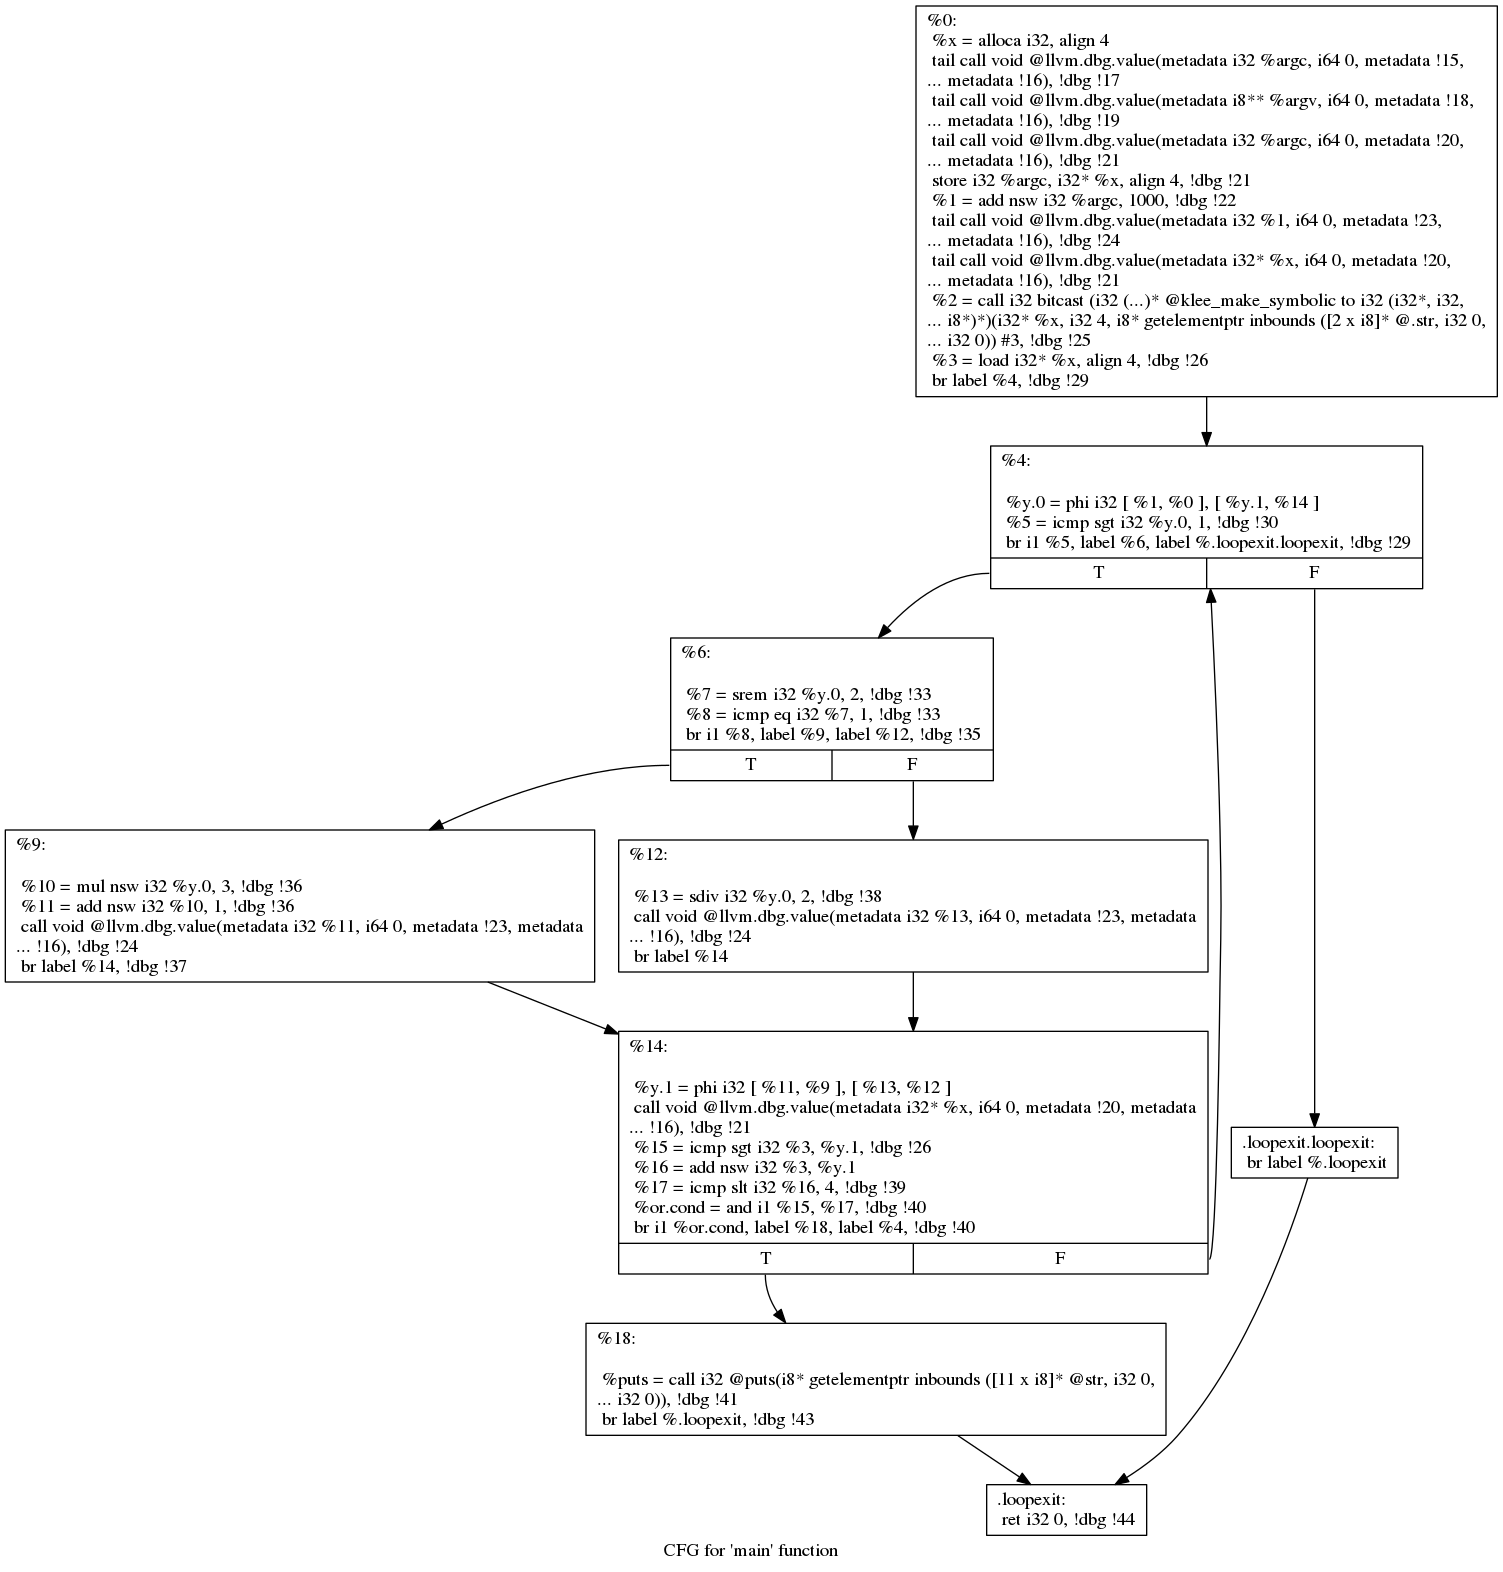 %0:
%x = alloca i32, align 4
tail call void @llvm.dbg.value(metadata i32 %argc, i64 0, metadata !15,
... metadata !16), !dbg !17
tail call void @llvm.dbg.value(metadata i8** %argv, i64 0, metadata !18,
... metadata !16), !dbg !19
tail call void @llvm.dbg.value(metadata i32 %argc, i64 0, metadata !20,
... metadata !16), !dbg !21
store i32 %argc, i32* %x, align 4, !dbg !21
%1 = add nsw i32 %argc, 1000, !dbg !22
tail call void @llvm.dbg.value(metadata i32 %1, i64 0, metadata !23,
... metadata !16), !dbg !24
tail call void @llvm.dbg.value(metadata i32* %x, i64 0, metadata !20,
... metadata !16), !dbg !21
%2 = call i32 bitcast (i32 (...)* @klee_make_symbolic to i32 (i32*, i32,
... i8*)*)(i32* %x, i32 4, i8* getelementptr inbounds ([2 x i8]* @.str, i32 0,
... i32 0)) #3, !dbg !25
%3 = load i32* %x, align 4, !dbg !26
br label %4, !dbg !29
%4:
%y.0 = phi i32 [ %1, %0 ], [ %y.1, %14 ]
%5 = icmp sgt i32 %y.0, 1, !dbg !30
br i1 %5, label %6, label %.loopexit.loopexit, !dbg !29
T F
%6:
%7 = srem i32 %y.0, 2, !dbg !33
%8 = icmp eq i32 %7, 1, !dbg !33
br i1 %8, label %9, label %12, !dbg !35
T F
%9:
%10 = mul nsw i32 %y.0, 3, !dbg !36
%11 = add nsw i32 %10, 1, !dbg !36
call void @llvm.dbg.value(metadata i32 %11, i64 0, metadata !23, metadata
... !16), !dbg !24
br label %14, !dbg !37
%12:
%13 = sdiv i32 %y.0, 2, !dbg !38
call void @llvm.dbg.value(metadata i32 %13, i64 0, metadata !23, metadata
... !16), !dbg !24
br label %14
%14:
%y.1 = phi i32 [ %11, %9 ], [ %13, %12 ]
call void @llvm.dbg.value(metadata i32* %x, i64 0, metadata !20, metadata
... !16), !dbg !21
%15 = icmp sgt i32 %3, %y.1, !dbg !26
%16 = add nsw i32 %3, %y.1
%17 = icmp slt i32 %16, 4, !dbg !39
%or.cond = and i1 %15, %17, !dbg !40
br i1 %or.cond, label %18, label %4, !dbg !40
T F
.loopexit.loopexit:
br label %.loopexit
%18:
%puts = call i32 @puts(i8* getelementptr inbounds ([11 x i8]* @str, i32 0,
... i32 0)), !dbg !41
br label %.loopexit, !dbg !43
.loopexit:
ret i32 0, !dbg !44
CFG for 'main' function